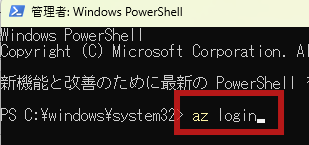 管理者: Windows PowerShell
Windows PowerShell
Copyright (C) Microsoft Corporation. A
新機能と改善のために最新の PowerShell を
PS C:¥windows¥system32> az login